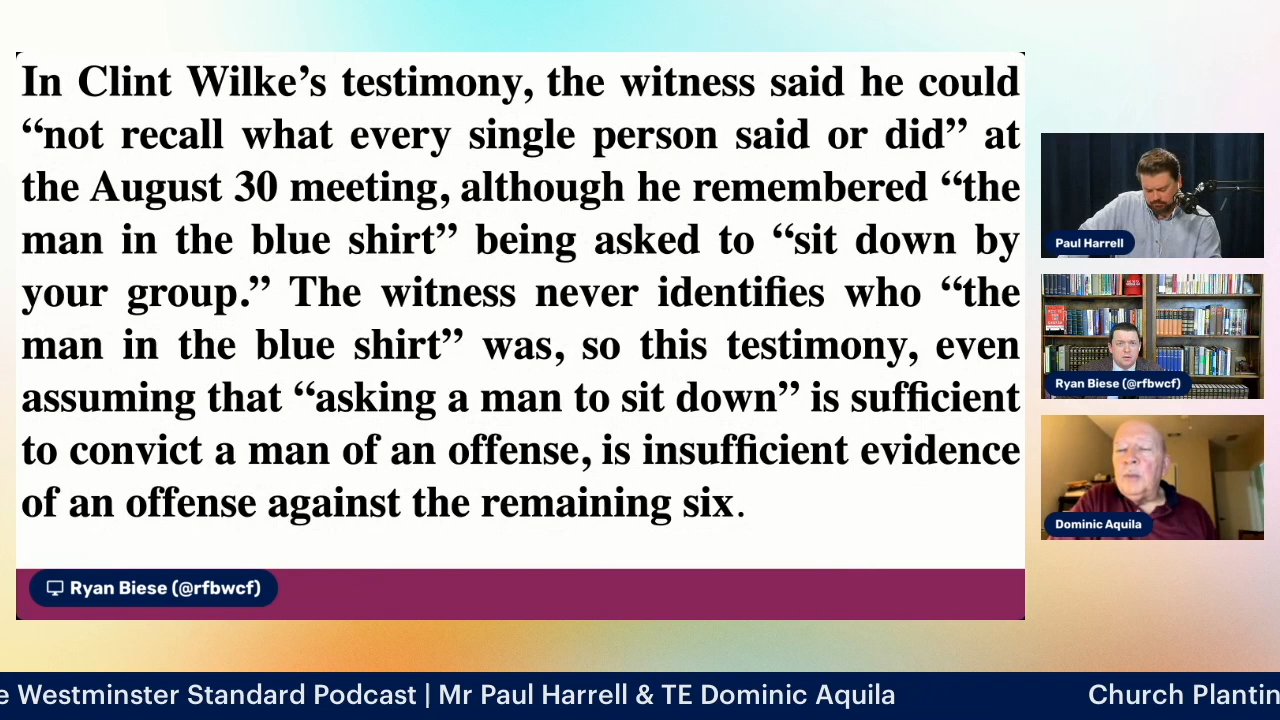 In Clint Wilke’s testimony, the witness said he could
“not recall what every single person said or did” at
the August 30 meeting, although he remembered “the
man in the blue shirt” being asked to “sit down by
your group.” The witness never identifies who “the
man in the blue shirt” was, so this testimony, even
assuming that “asking a man to sit down” is sufficient
to convict a man of an offense, is insufficient evidence
of an offense against the remaining six.
Ryan Biese (@rfbwcf)
Paul Harrell
Ryan Biese (@rfbwcf)
Dominic Aquila
e Westminster Standard Podcast | Mr Paul Harrell & TE Dominic Aquila
Church Plantin